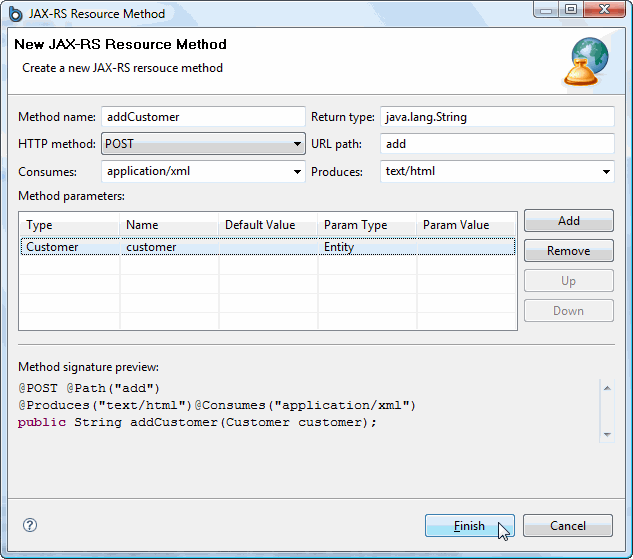 JAX-RS Resource Method
New JAX-RS Resource Method
Create a new JAX-RS rersouce method
Method name: addCustomer Return type: java.lang.String
HTTP method: POST URL path: add
Consumes: application/xml Produces: text/html
Method parameters:
Type Name Default Value Param Type Param Value
Customer customer Entity
Add
Remove
Up
Down
Method signature preview:
@POST @Path("add")
@Produces("text/html")@Consumes("application/xml")
public String addCustomer(Customer customer);
? Finish Cancel